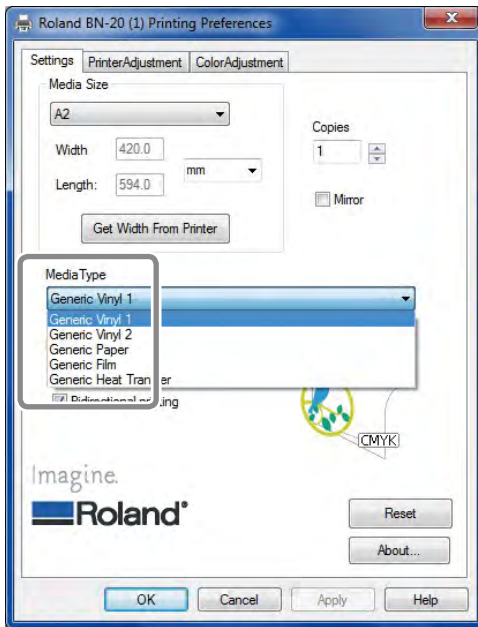 Roland BN-20 (1) Printing Preferences
Settings PrinterAdjustment ColorAdjustment
Media Size
A2
Width 420.0
mm
Length: 594.0
Get Width From Printer
Copies
1
Mirror
MediaType
Generic Vinyl 1
Generic Vinyl 1
Generic Vinyl 2
Generic Paper
Generic Film
Generic Heat Transfer
Bidirectional printing
CMYK
Imagine.
Roland®
Reset
About...
OK Cancel Apply Help